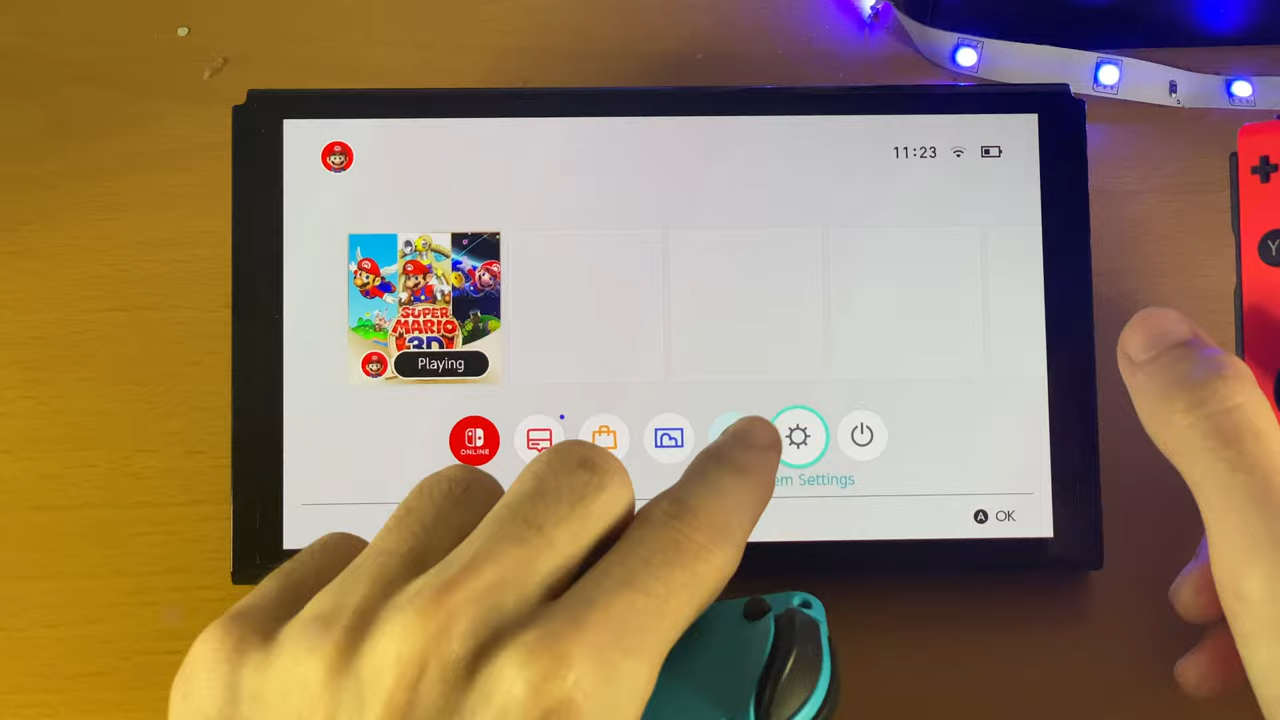 11:23
SUPER
MARIO
3D
Playing
ONLINE
em Settings
A OK
Y